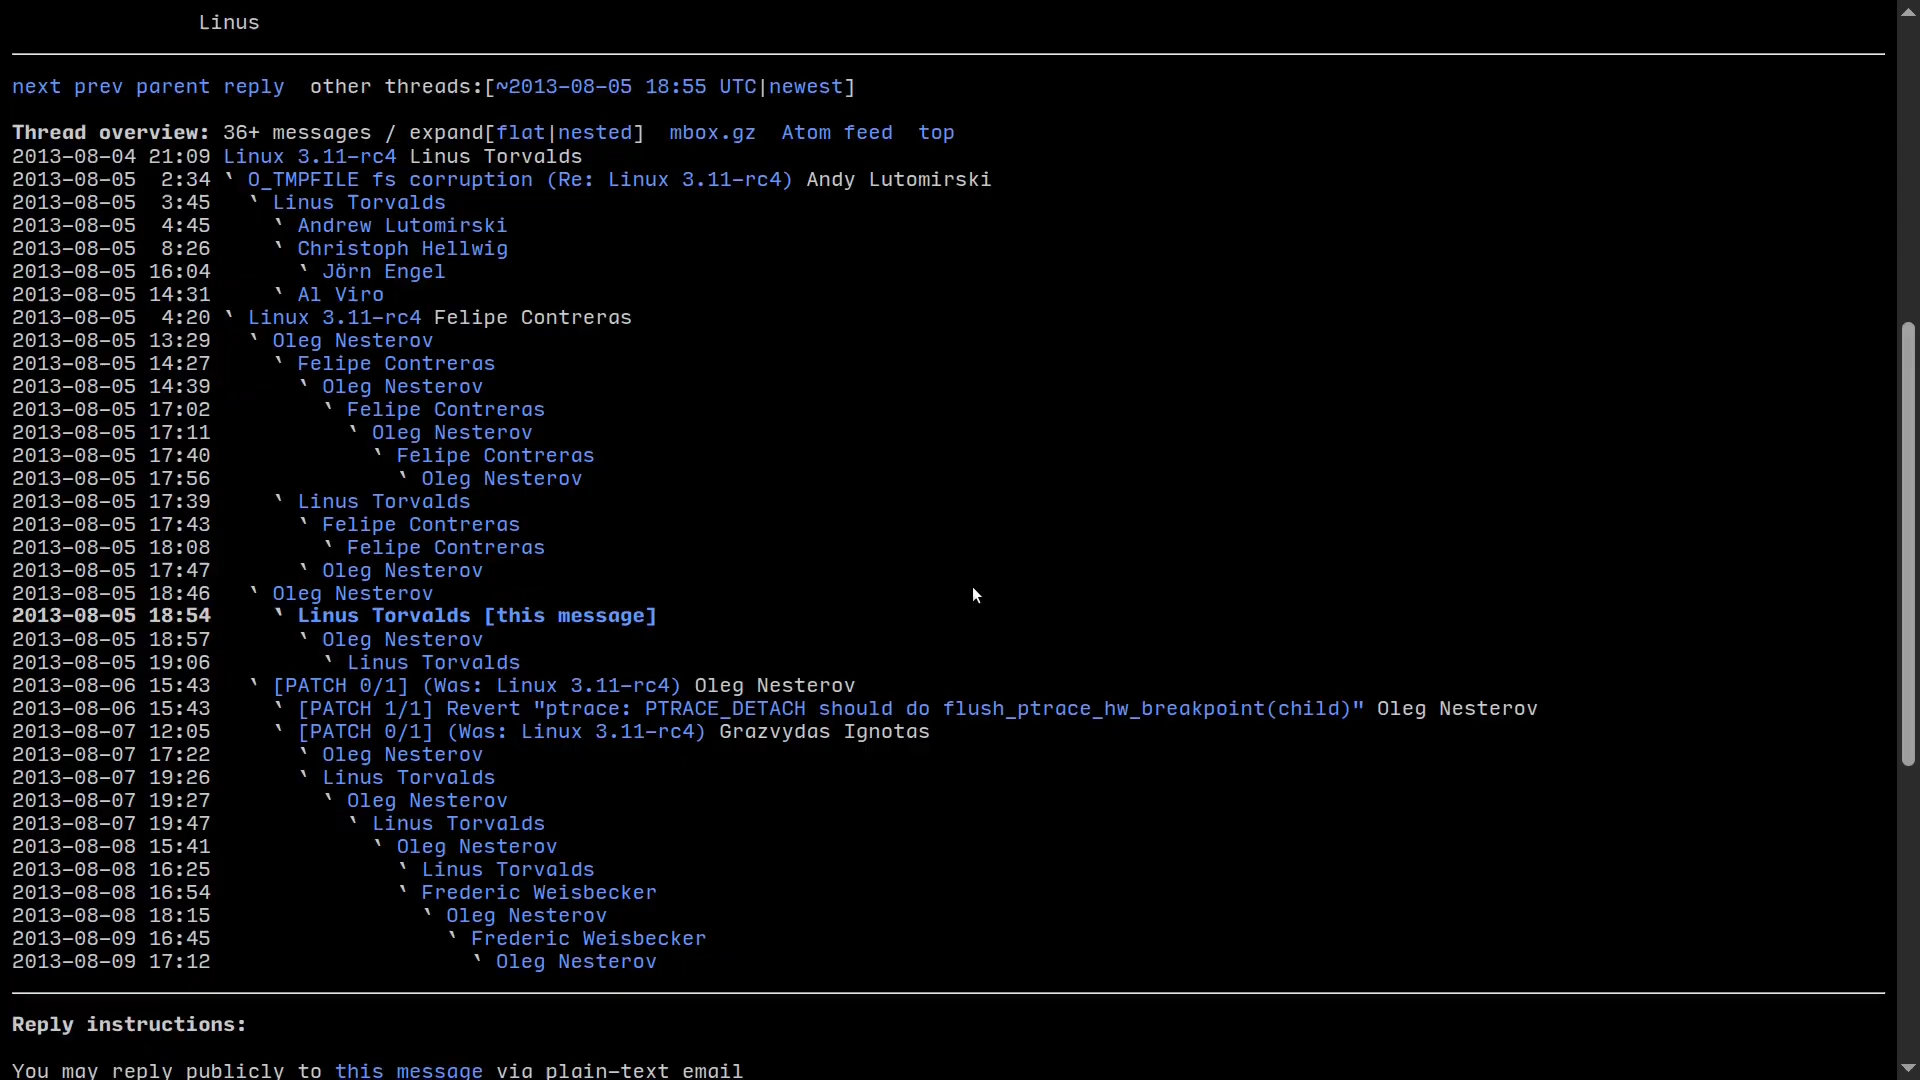 Linus
next prev parent reply  other threads:[~2013-08-05 18:55 UTC|newest]
Thread overview: 36+ messages / expand[flat|nested]  mbox.gz  Atom feed  top
2013-08-04 21:09 Linux 3.11-rc4 Linus Torvalds
2013-08-05  2:34 ` O_TMPFILE fs corruption (Re: Linux 3.11-rc4) Andy Lutomirski
2013-08-05  3:45   ` Linus Torvalds
2013-08-05  4:45     ` Andrew Lutomirski
2013-08-05  8:26     ` Christoph Hellwig
2013-08-05 16:04       ` Jörn Engel
2013-08-05 14:31     ` Al Viro
2013-08-05  4:20 ` Linux 3.11-rc4 Felipe Contreras
2013-08-05 13:29   ` Oleg Nesterov
2013-08-05 14:27     ` Felipe Contreras
2013-08-05 14:39       ` Oleg Nesterov
2013-08-05 17:02         ` Felipe Contreras
2013-08-05 17:11           ` Oleg Nesterov
2013-08-05 17:40             ` Felipe Contreras
2013-08-05 17:56               ` Oleg Nesterov
2013-08-05 17:39     ` Linus Torvalds
2013-08-05 17:43       ` Felipe Contreras
2013-08-05 18:08         ` Felipe Contreras
2013-08-05 17:47       ` Oleg Nesterov
2013-08-05 18:46   ` Oleg Nesterov
2013-08-05 18:54     ` Linus Torvalds [this message]
2013-08-05 18:57       ` Oleg Nesterov
2013-08-05 19:06         ` Linus Torvalds
2013-08-06 15:43   ` [PATCH 0/1] (Was: Linux 3.11-rc4) Oleg Nesterov
2013-08-06 15:43     ` [PATCH 1/1] Revert "ptrace: PTRACE_DETACH should do flush_ptrace_hw_breakpoint(child)" Oleg Nesterov
2013-08-07 12:05     ` [PATCH 0/1] (Was: Linux 3.11-rc4) Grazvydas Ignotas
2013-08-07 17:22       ` Oleg Nesterov
2013-08-07 19:26       ` Linus Torvalds
2013-08-07 19:27         ` Oleg Nesterov
2013-08-07 19:47           ` Linus Torvalds
2013-08-08 15:41             ` Oleg Nesterov
2013-08-08 16:25               ` Linus Torvalds
2013-08-08 16:54               ` Frederic Weisbecker
2013-08-08 18:15                 ` Oleg Nesterov
2013-08-09 16:45                   ` Frederic Weisbecker
2013-08-09 17:12                     ` Oleg Nesterov
Reply instructions:
You may reply publicly to this message via plain-text email